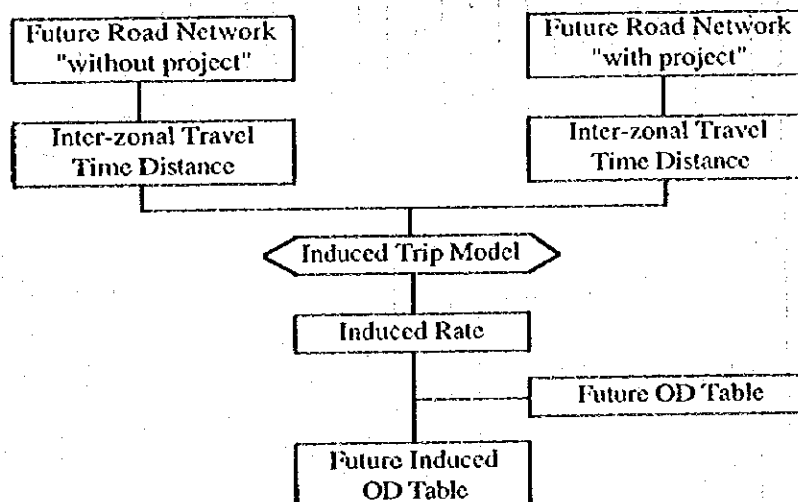 Future Road Network
"without project"
Future Road Network
"with project"
Inter-zonal Travel
Time Distance
Inter-zonal Travel
Time Distance
Induced Trip Model
Induced Rate
Future OD Table
Future Induced
OD Table